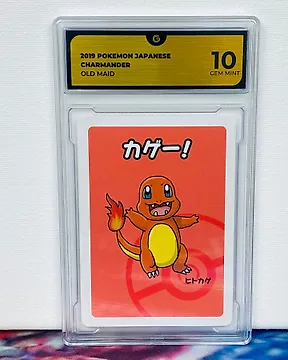 2019 POKEMON JAPANESE
CHARMANDER
OLD MAID
G
10
GEM MINT
カゲー!
ヒトカゲ